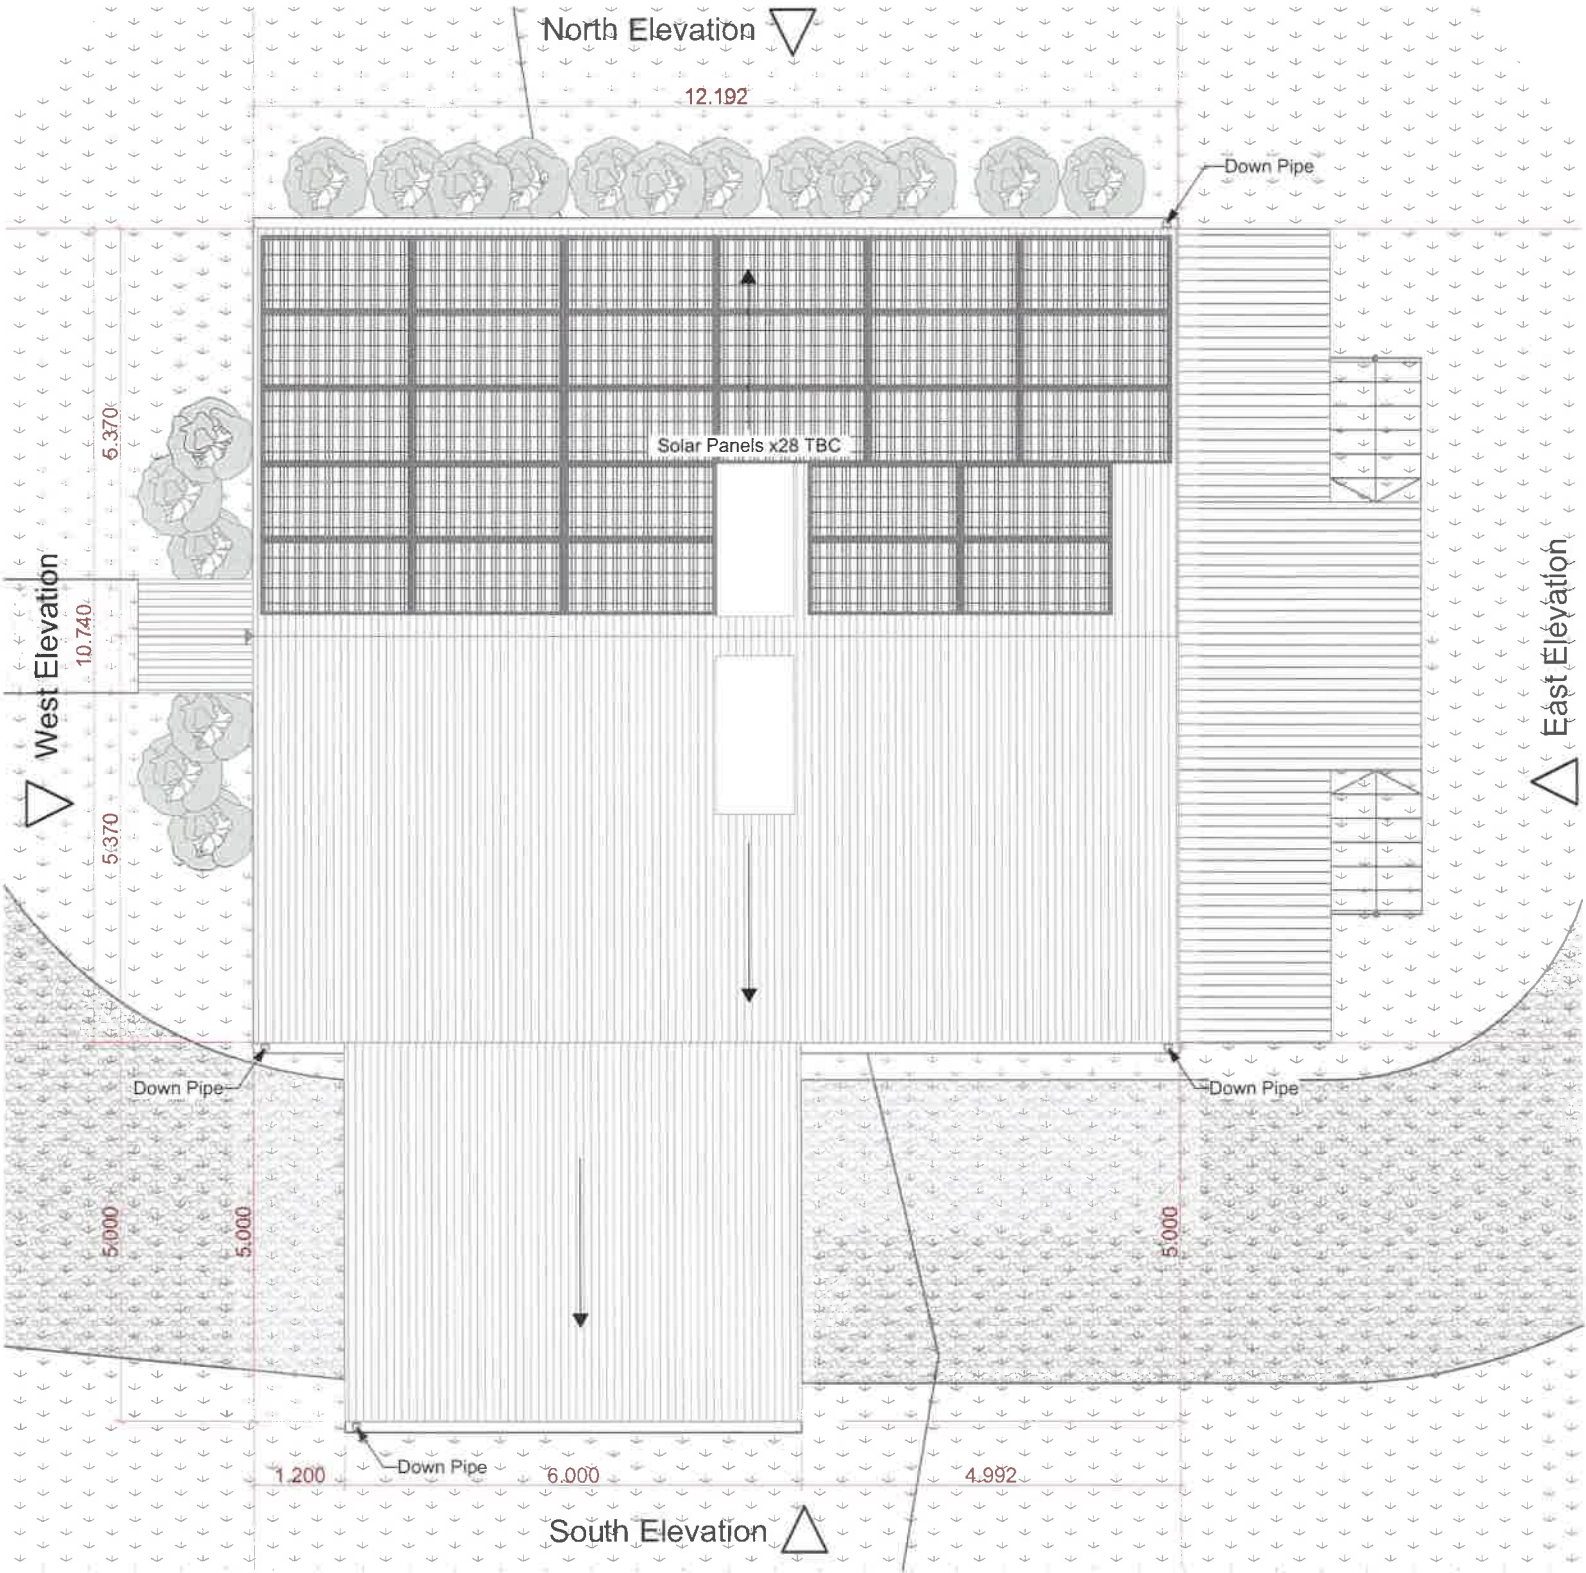 North Elevation
12.192
Down Pipe
5.370
Solar Panels x28 TBC
West Elevation
10.740
East Elevation
5.370
Down Pipe
Down Pipe
5.000
5.000
5.000
Down Pipe
1.200
6.000
4.992
South Elevation